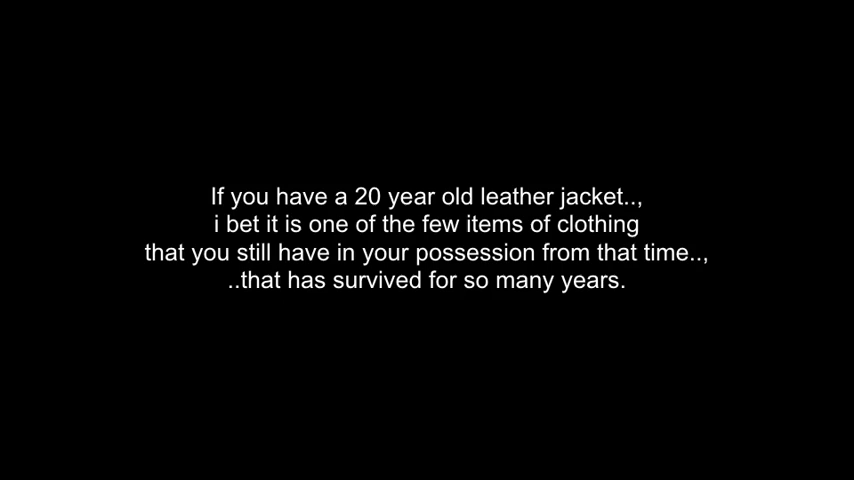 If you have a 20 year old leather jacket..,
i bet it is one of the few items of clothing
that you still have in your possession from that time..,
..that has survived for so many years.